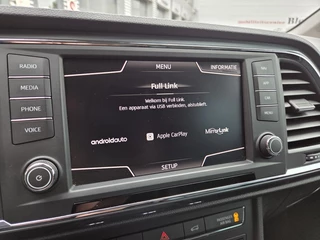 RADIO
MEDIA
PHONE
VOICE
MENU
INFORMATIE
Full Link
Welkom bij Full Link.
Een apparaat via USB verbinden, alstublieft.
androidauto
Apple CarPlay
MirrorLink
SETUP